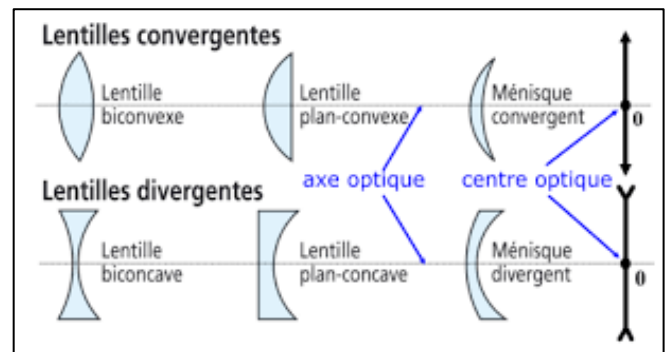 Lentilles convergentes
Lentille
biconvexe
Lentille
plan-convexe
Ménisque
convergent
0
axe optique
centre optique
Lentilles divergentes
Lentille
biconcave
Lentille
plan-concave
Ménisque
divergent
0